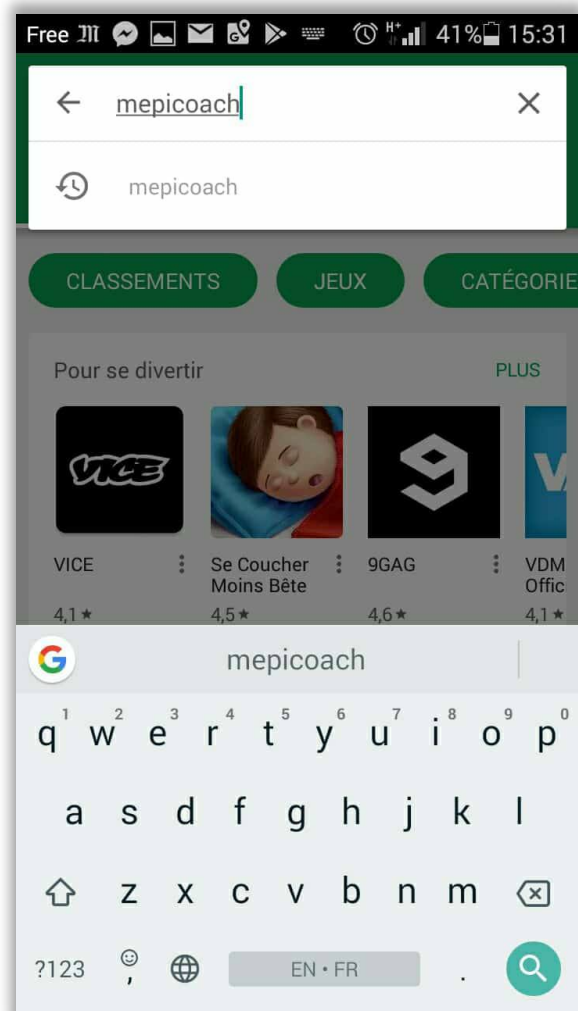 Free 41% 15:31
mepicoach
mepicoach
CLASSEMENTS JEUX CATÉGORIE
Pour se divertir PLUS
VICE 9 V
VICE Se Coucher 9GAG VDM
Moins Bête Offic
4,1★ 4,5★ 4,6★ 4,1★
G mepicoach
1 2 3 4 5 6 7 8 9 0
q w e r t y u i o p
a s d f g h j k l
z x c v b n m
?123 , EN • FR .